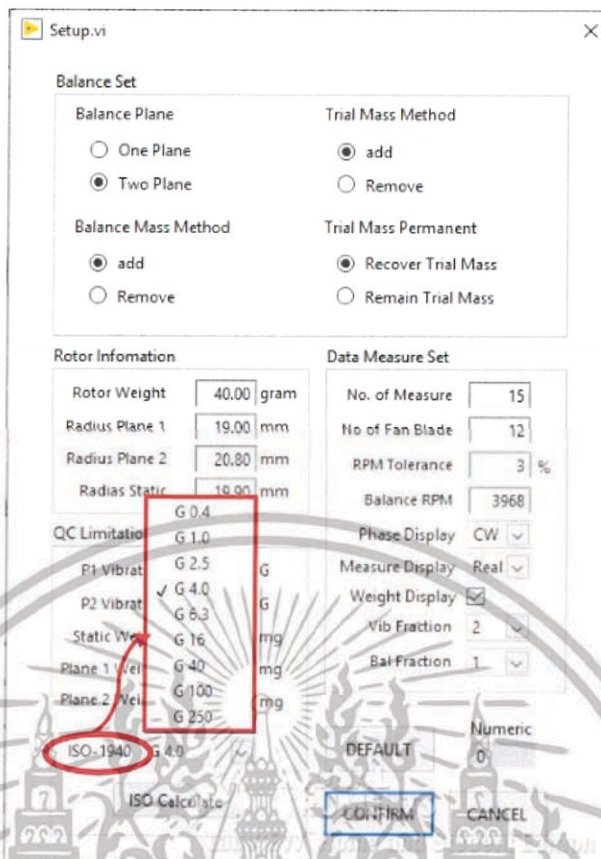 Setup.vi
Balance Set
Balance Plane
One Plane
Two Plane
Trial Mass Method
add
Remove
Balance Mass Method
add
Remove
Trial Mass Permanent
Recover Trial Mass
Remain Trial Mass
Rotor Infomation
Rotor Weight 40.00 gram
Radius Plane 1 19.00 mm
Radius Plane 2 20.80 mm
Radias Static 19.90 mm
Data Measure Set
No. of Measure 15
No of Fan Blade 12
RPM Tolerance 3 %
Balance RPM 3968
Phase Display CW
Measure Display Real
Weight Display
Vib Fraction 2
Bal Fraction 1
QC Limitatio
P1 Vibrat G
P2 Vibrat G
Static We mg
Plane 1 Wei mg
Plane 2 Wei mg
G 0.4
G 1.0
G 2.5
✓ G 4.0
G 6.3
G 16
G 40
G 100
G 250
ISO-1940 G 4.0
ISO Calculate
Numeric
0
DEFAULT
CONFIRM
CANCEL